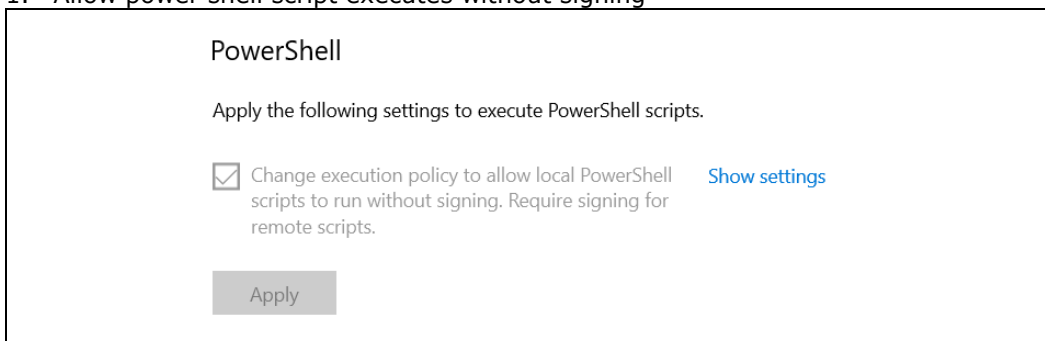 1. Allow power shell script executes without signing
PowerShell
Apply the following settings to execute PowerShell scripts.
Change execution policy to allow local PowerShell
scripts to run without signing. Require signing for
remote scripts.
Show settings
Apply